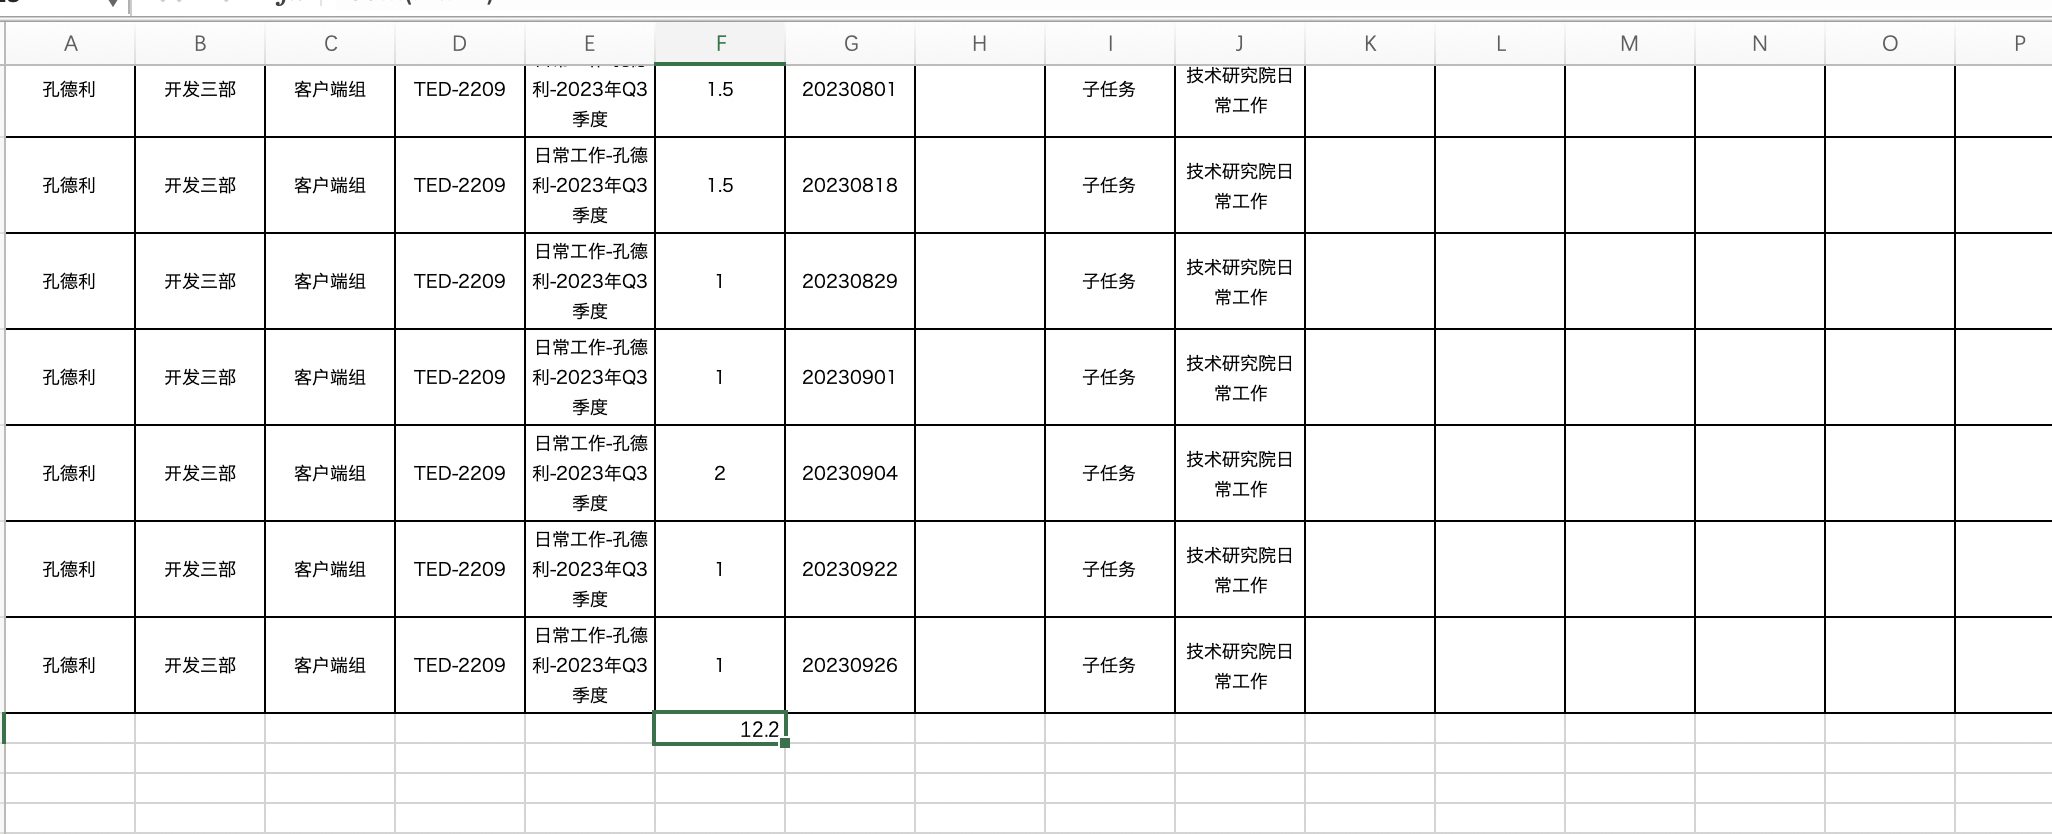 A B C D E F G H I J K L M N O P
孔德利 开发三部 客户端组 TED-2209 利-2023年Q3 1.5 20230801 子任务 技术研究院日
季度 常工作
日常工作-孔德
孔德利 开发三部 客户端组 TED-2209 利-2023年Q3 1.5 20230818 子任务 技术研究院日
季度 常工作
日常工作-孔德
孔德利 开发三部 客户端组 TED-2209 利-2023年Q3 1 20230829 子任务 技术研究院日
季度 常工作
日常工作-孔德
孔德利 开发三部 客户端组 TED-2209 利-2023年Q3 1 20230901 子任务 技术研究院日
季度 常工作
日常工作-孔德
孔德利 开发三部 客户端组 TED-2209 利-2023年Q3 2 20230904 子任务 技术研究院日
季度 常工作
日常工作-孔德
孔德利 开发三部 客户端组 TED-2209 利-2023年Q3 1 20230922 子任务 技术研究院日
季度 常工作
日常工作-孔德
孔德利 开发三部 客户端组 TED-2209 利-2023年Q3 1 20230926 子任务 技术研究院日
季度 常工作
12.2